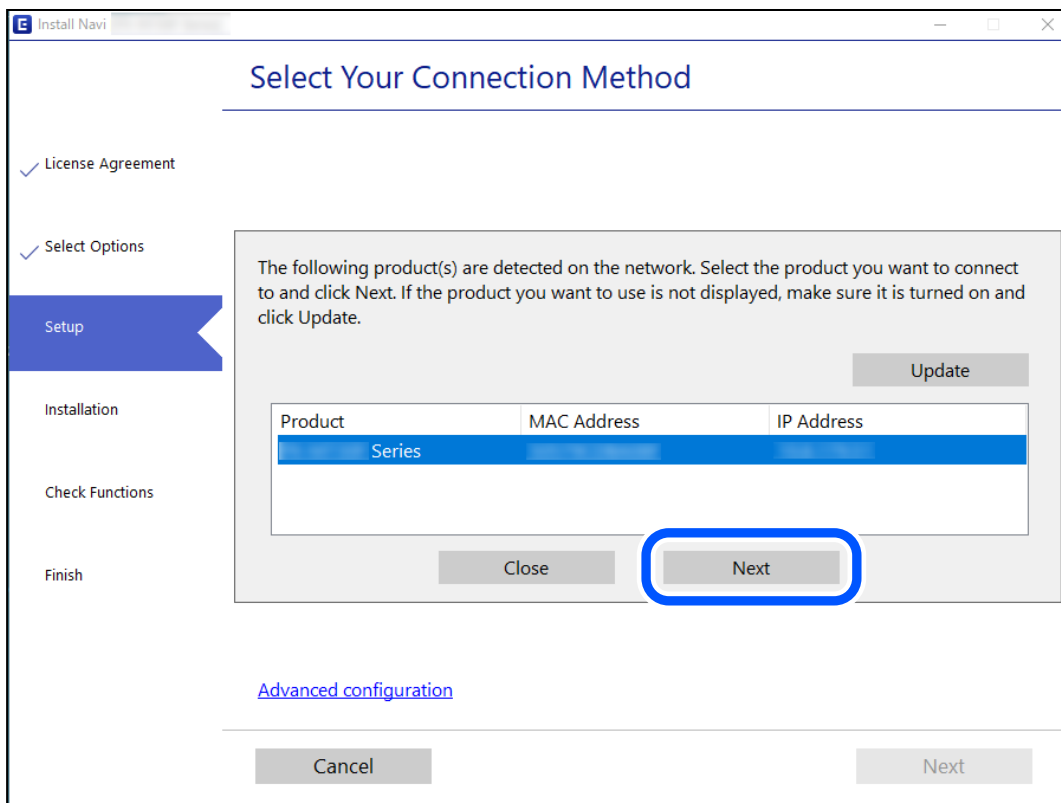 E Install Navi
Select Your Connection Method
License Agreement
Select Options
Setup
Installation
Check Functions
Finish
The following product(s) are detected on the network. Select the product you want to connect
to and click Next. If the product you want to use is not displayed, make sure it is turned on and
click Update.
Update
Product MAC Address IP Address
Series
Close Next
Advanced configuration
Cancel Next